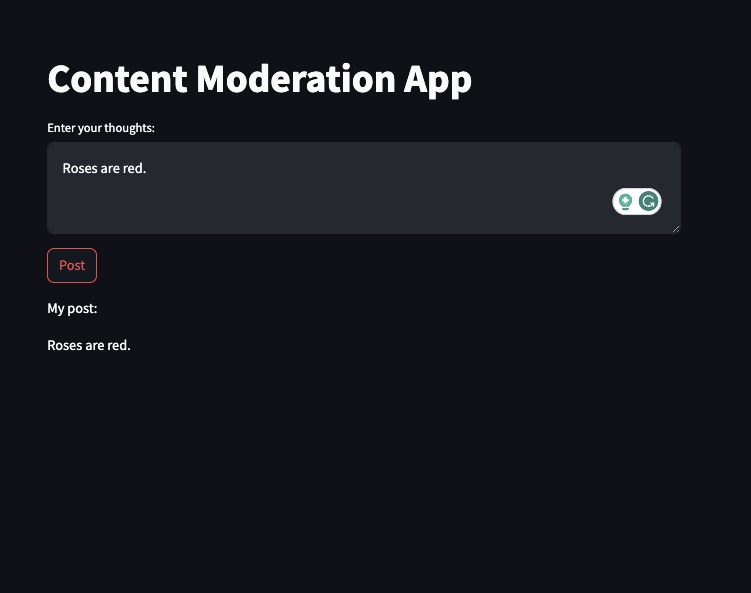 Content Moderation App
Enter your thoughts:
Roses are red.
Post
My post:
Roses are red.